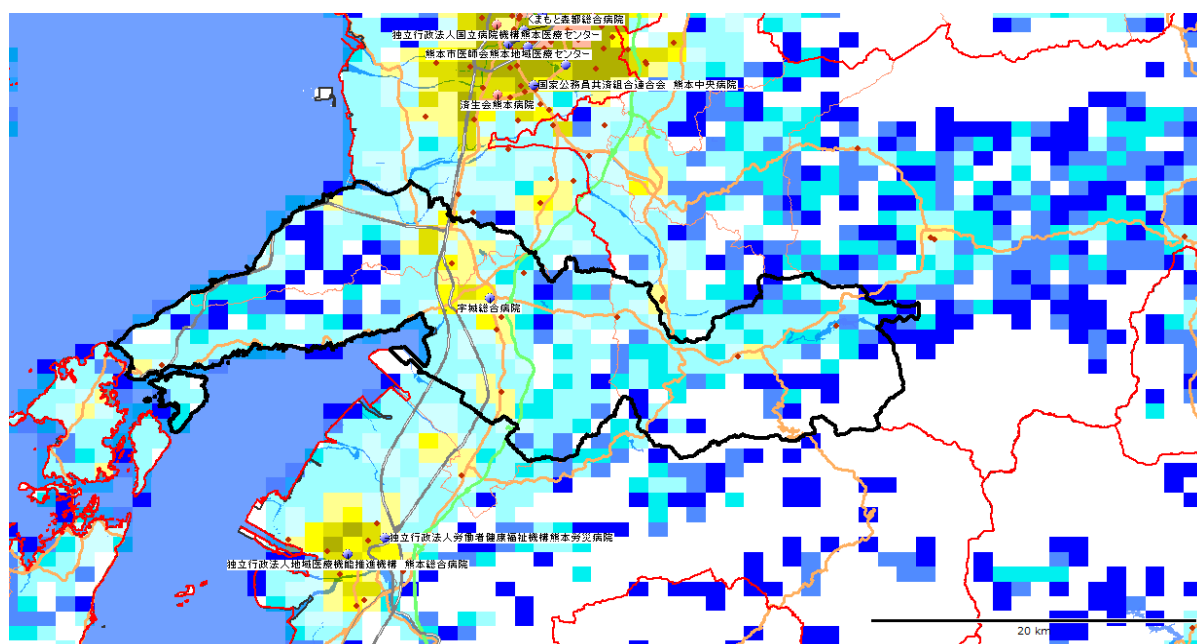 くまもと森都総合病院
独立行政法人国立病院機構熊本医療センター
熊本市医師会熊本地域医療センター
国家公務員共済組合連合会 熊本中央病院
済生会熊本病院
宇城総合病院
独立行政法人労働者健康福祉機構熊本労災病院
独立行政法人地域医療機能推進機構 熊本総合病院
20 km